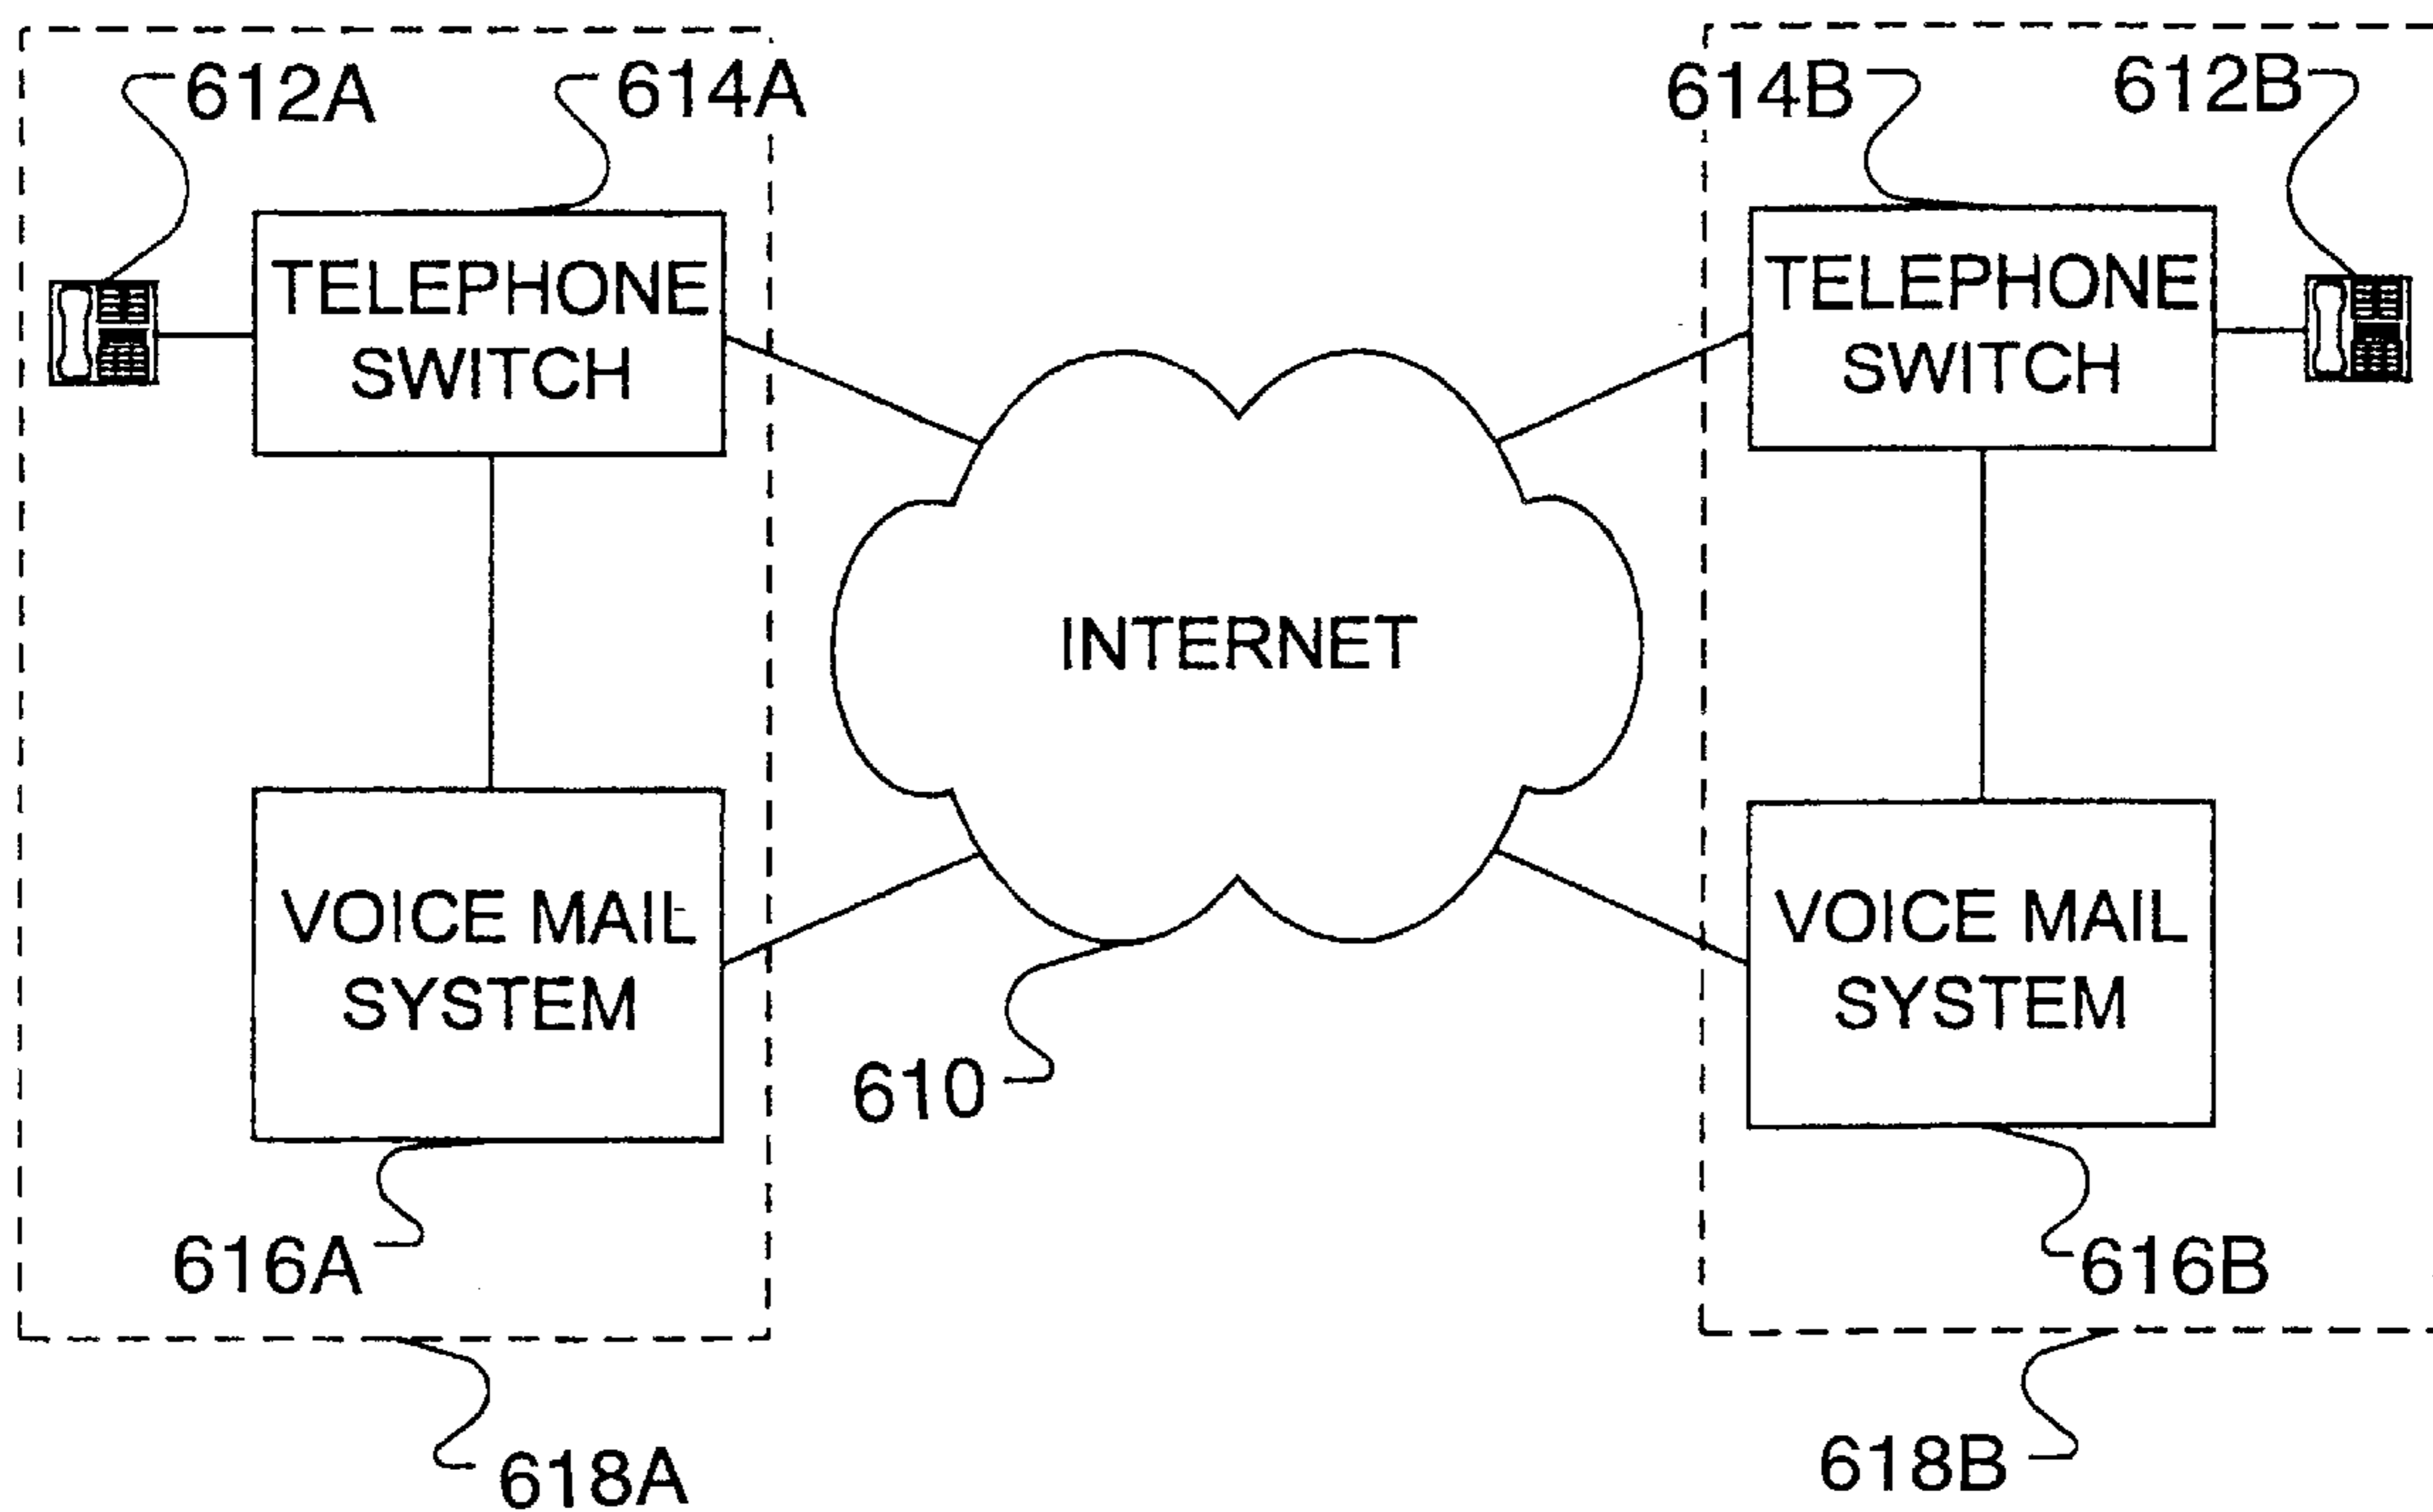 612A
614A
614B
612B
TELEPHONE
SWITCH
TELEPHONE
SWITCH
INTERNET
VOICE MAIL
SYSTEM
VOICE MAIL
SYSTEM
610
616A
616B
618A
618B